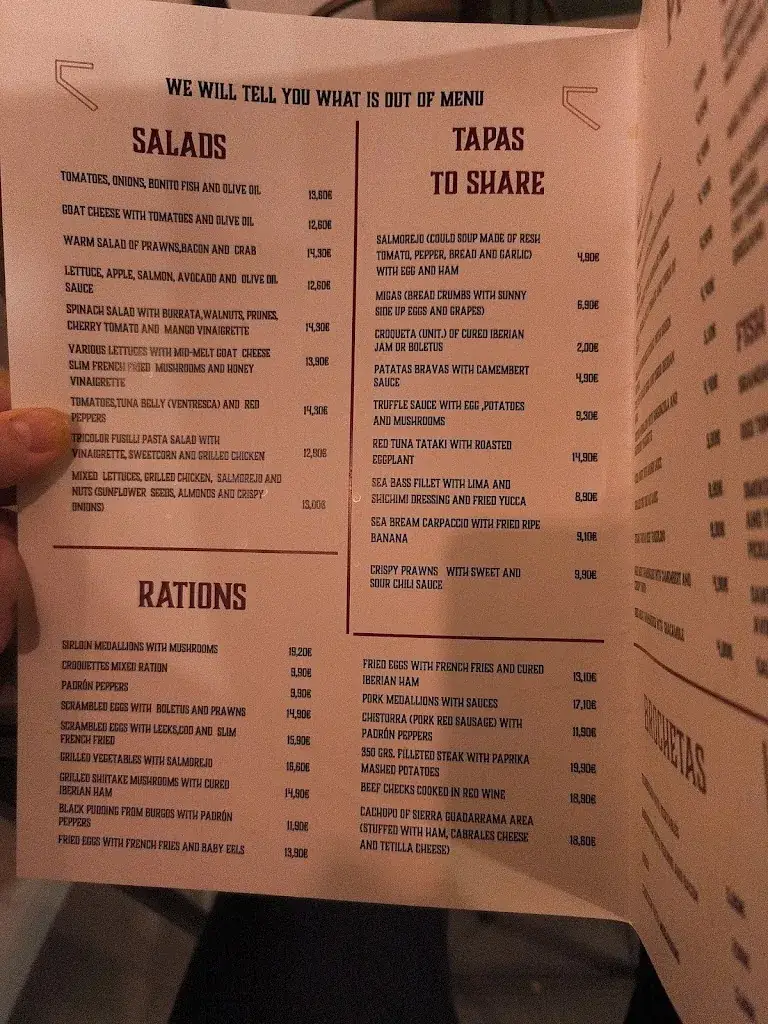 WE WILL TELL YOU WHAT IS OUT OF MENU
SALADS
TOMATOES, ONIONS, BONITO FISH AND OLIVE OIL 13,60€
GOAT CHEESE WITH TOMATOES AND OLIVE OIL 12,60€
WARM SALAD OF PRAWNS,BACON AND CRAB 14,30€
LETTUCE, APPLE, SALMON, AVOCADO AND OLIVE OIL
SAUCE 12,60€
SPINACH SALAD WITH BURRATA,WALNUTS, PRUNES,
CHERRY TOMATO AND MANGO VINAIGRETTE 14,30€
VARIOUS LETTUCES WITH MID-MELT GOAT CHEESE
SLIM FRENCH FRIED MUSHROOMS AND HONEY 13,90€
VINAIGRETTE
TOMATOES,TUNA BELLY (VENTRESCA) AND RED
PEPPERS 14,30€
TRICOLOR FUSILLI PASTA SALAD WITH
VINAIGRETTE, SWEETCORN AND GRILLED CHICKEN 12,90€
MIXED LETTUCES, GRILLED CHICKEN, SALMOREJO AND
NUTS (SUNFLOWER SEEDS, ALMONDS AND CRISPY
ONIONS) 13,00€
TAPAS
TO SHARE
SALMOREJO (COULD SOUP MADE OF RESH
TOMATO, PEPPER, BREAD AND GARLIC) 4,90€
WITH EGG AND HAM
MIGAS (BREAD CRUMBS WITH SUNNY
SIDE UP EGGS AND GRAPES) 6,90€
CROQUETA (UNIT.) OF CURED IBERIAN
JAM OR BOLETUS 2,00€
PATATAS BRAVAS WITH CAMEMBERT
SAUCE 4,90€
TRUFFLE SAUCE WITH EGG ,POTATOES
AND MUSHROOMS 9,30€
RED TUNA TATAKI WITH ROASTED
EGGPLANT 14,90€
SEA BASS FILLET WITH LIMA AND
SHICHIMI DRESSING AND FRIED YUCCA 8,90€
SEA BREAM CARPACCIO WITH FRIED RIPE
BANANA 9,10€
CRISPY PRAWNS WITH SWEET AND
SOUR CHILI SAUCE 9,90€
RATIONS
SIRLOIN MEDALLIONS WITH MUSHROOMS 19,20€
CROQUETTES MIXED RATION 9,90€
PADRÓN PEPPERS 9,90€
SCRAMBLED EGGS WITH BOLETUS AND PRAWNS 14,90€
SCRAMBLED EGGS WITH LEEKS,COD AND SLIM
FRENCH FRIED 15,90€
GRILLED VEGETABLES WITH SALMOREJO 16,60€
GRILLED SHIITAKE MUSHROOMS WITH CURED
IBERIAN HAM 14,90€
BLACK PUDDING FROM BURGOS WITH PADRÓN
PEPPERS 11,90€
FRIED EGGS WITH FRENCH FRIES AND BABY EELS 13,90€
FRIED EGGS WITH FRENCH FRIES AND CURED
IBERIAN HAM 13,10€
PORK MEDALLIONS WITH SAUCES 17,10€
CHISTURRA (PORK RED SAUSAGE) WITH
PADRÓN PEPPERS 11,90€
350 GRS. FILLETED STEAK WITH PAPRIKA
MASHED POTATOES 19,90€
BEEF CHECKS COOKED IN RED WINE 18,90€
CACHOPO OF SIERRA GUADARRAMA AREA
(STUFFED WITH HAM, CABRALES CHEESE 18,60€
AND TETILLA CHEESE)
FISH
BROCHETAS